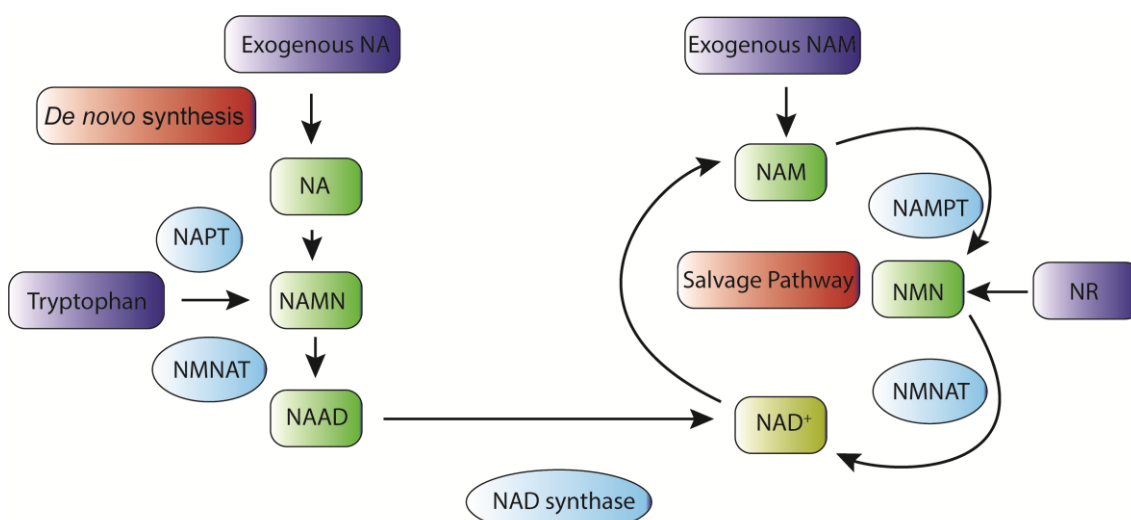 Exogenous NA
Exogenous NAM
De novo synthesis
NA
NAM
NAPT
NAMPT
Tryptophan
NAMN
Salvage Pathway
NMN
NR
NMNAT
NMNAT
NAAD
NAD⁺
NAD synthase